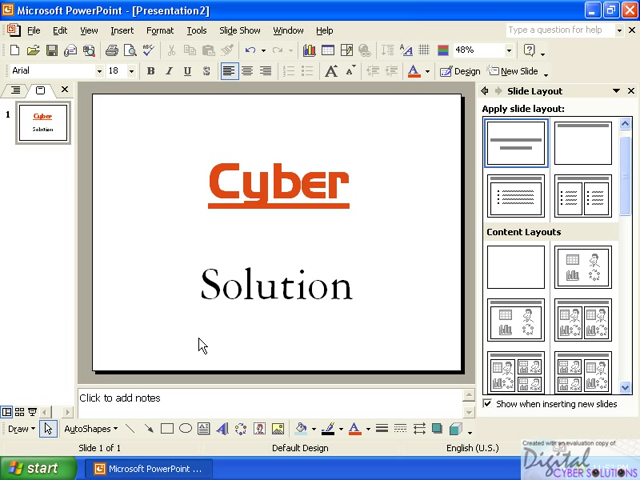 Microsoft PowerPoint - [Presentation2]
File Edit View Insert Format Tools Slide Show Window Help Type a question for help
48%
Arial 18 B I U S A A A Design New Slide
Slide Layout
Apply slide layout:
1
Cyber
Solution
Cyber
Solution
Content Layouts
Click to add notes
Show when inserting new slides
Draw AutoShapes
Slide 1 of 1 Default Design English (U.S.)
Created with an evaluation copy of
Digital
CYBER SOLUTIONS
start Microsoft PowerPoint ...